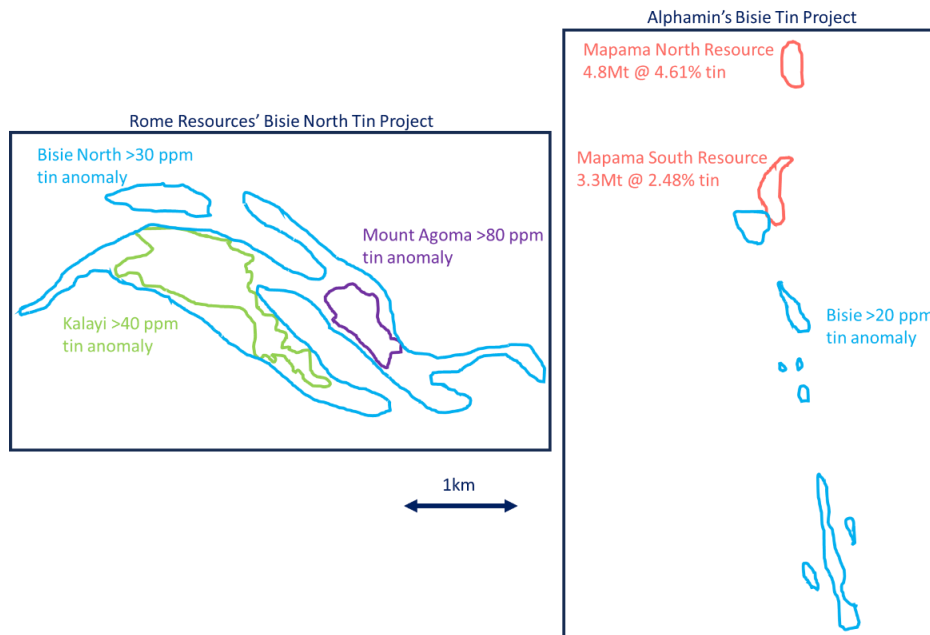 Alphamin's Bisie Tin Project
Mapama North Resource
4.8Mt @ 4.61% tin
Rome Resources' Bisie North Tin Project
Bisie North >30 ppm
tin anomaly
Mapama South Resource
3.3Mt @ 2.48% tin
Mount Agoma >80 ppm
tin anomaly
Kalayi >40 ppm
tin anomaly
Bisie >20 ppm
tin anomaly
1km